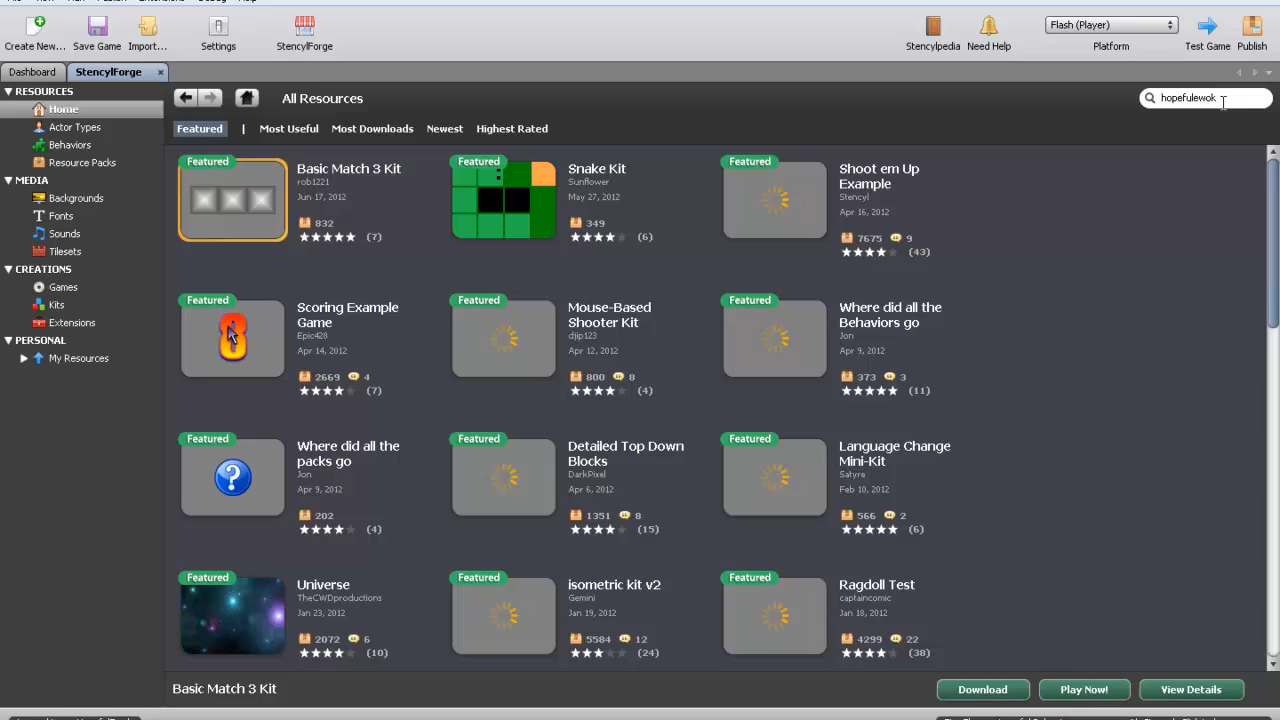 Create New... Save Game Import... Settings StencylForge Stencylpedia Need Help Flash (Player) Platform Test Game Publish
Dashboard StencylForge
RESOURCES
Home
Actor Types
Behaviors
Resource Packs
MEDIA
Backgrounds
Fonts
Sounds
Tilesets
CREATIONS
Games
Kits
Extensions
PERSONAL
My Resources
All Resources
hopefulewok
Featured | Most Useful Most Downloads Newest Highest Rated
Featured
Basic Match 3 Kit
rob1221
Jun 17, 2012
832
(7)
Featured
Snake Kit
Sunflower
May 27, 2012
349
(6)
Featured
Shoot em Up
Example
Stencyl
Apr 16, 2012
7675 9
(43)
Featured
Scoring Example
Game
Epic428
Apr 14, 2012
2669 4
(7)
Featured
Mouse-Based
Shooter Kit
djip123
Apr 12, 2012
800 8
(4)
Featured
Where did all the
Behaviors go
Jon
Apr 9, 2012
373 3
(11)
Featured
Where did all the
packs go
Jon
Apr 9, 2012
202
(4)
Featured
Detailed Top Down
Blocks
DarkPixel
Apr 6, 2012
1351 8
(15)
Featured
Language Change
Mini-Kit
Satyre
Feb 10, 2012
566 2
(6)
Featured
Universe
TheCWDproductions
Jan 23, 2012
2072 6
(10)
Featured
isometric kit v2
Gemini
Jan 19, 2012
5584 12
(24)
Featured
Ragdoll Test
captaincomic
Jan 18, 2012
4299 22
(38)
Basic Match 3 Kit
Download Play Now! View Details